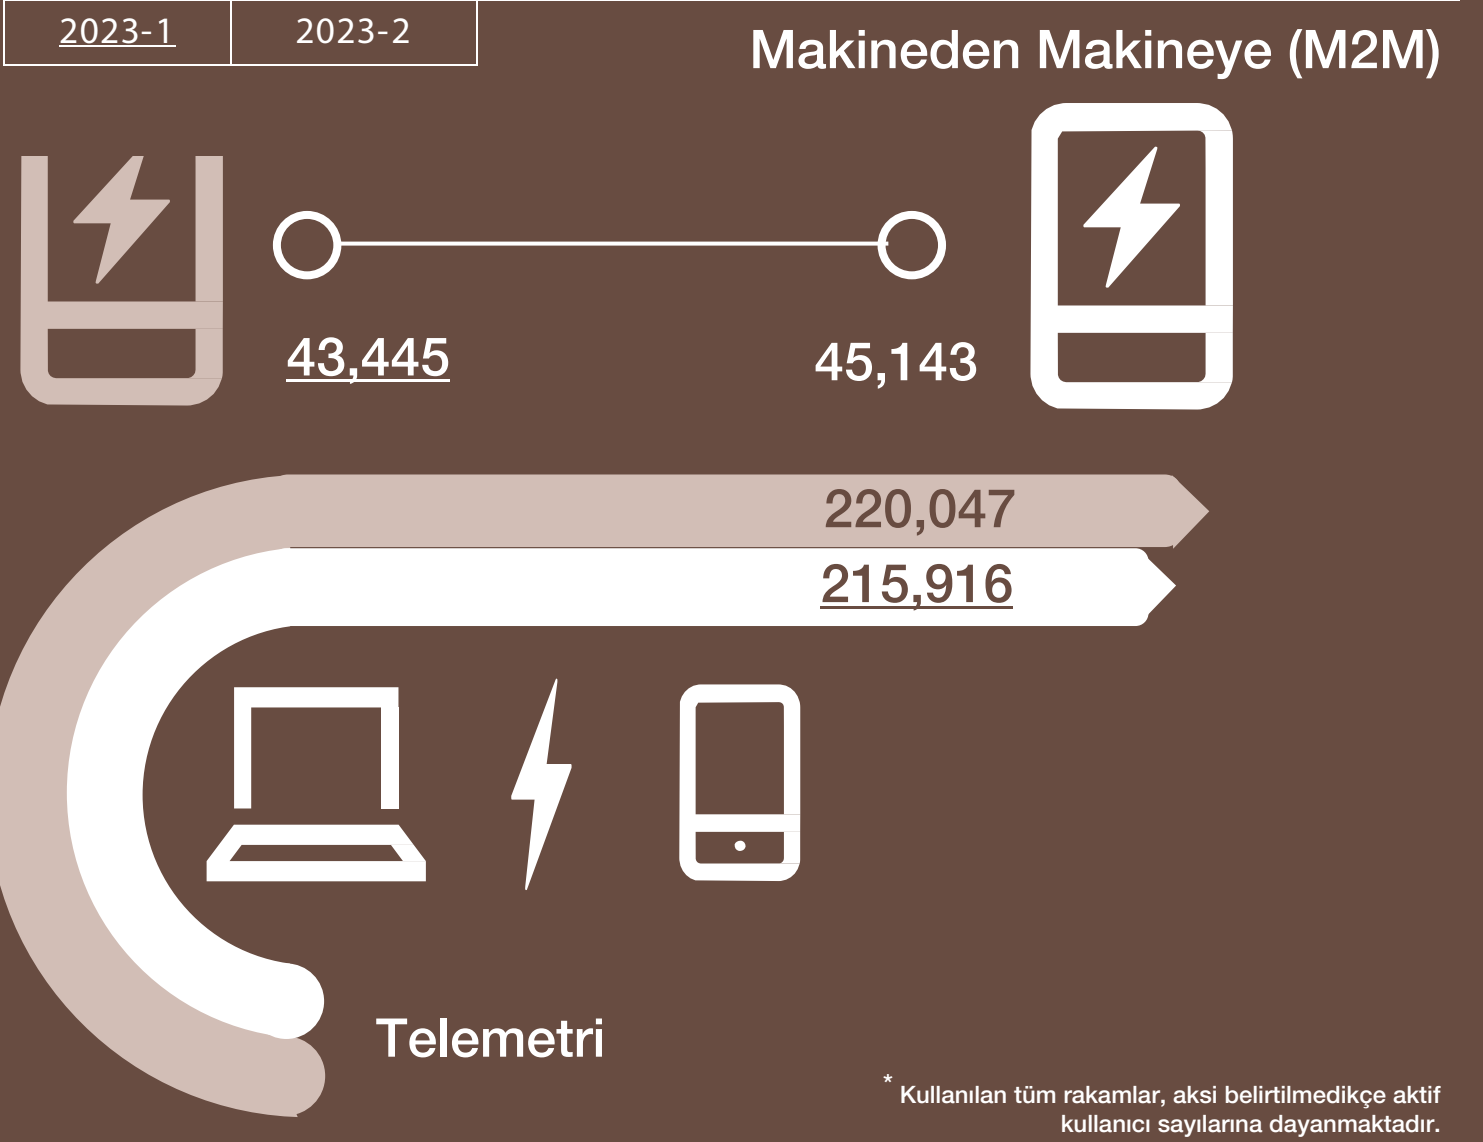 2023-1 2023-2
Makineden Makineye (M2M)
43,445
45,143
220,047
215,916
Telemetri
* Kullanılan tüm rakamlar, aksi belirtilmedikçe aktif
kullanıcı sayılarına dayanmaktadır.